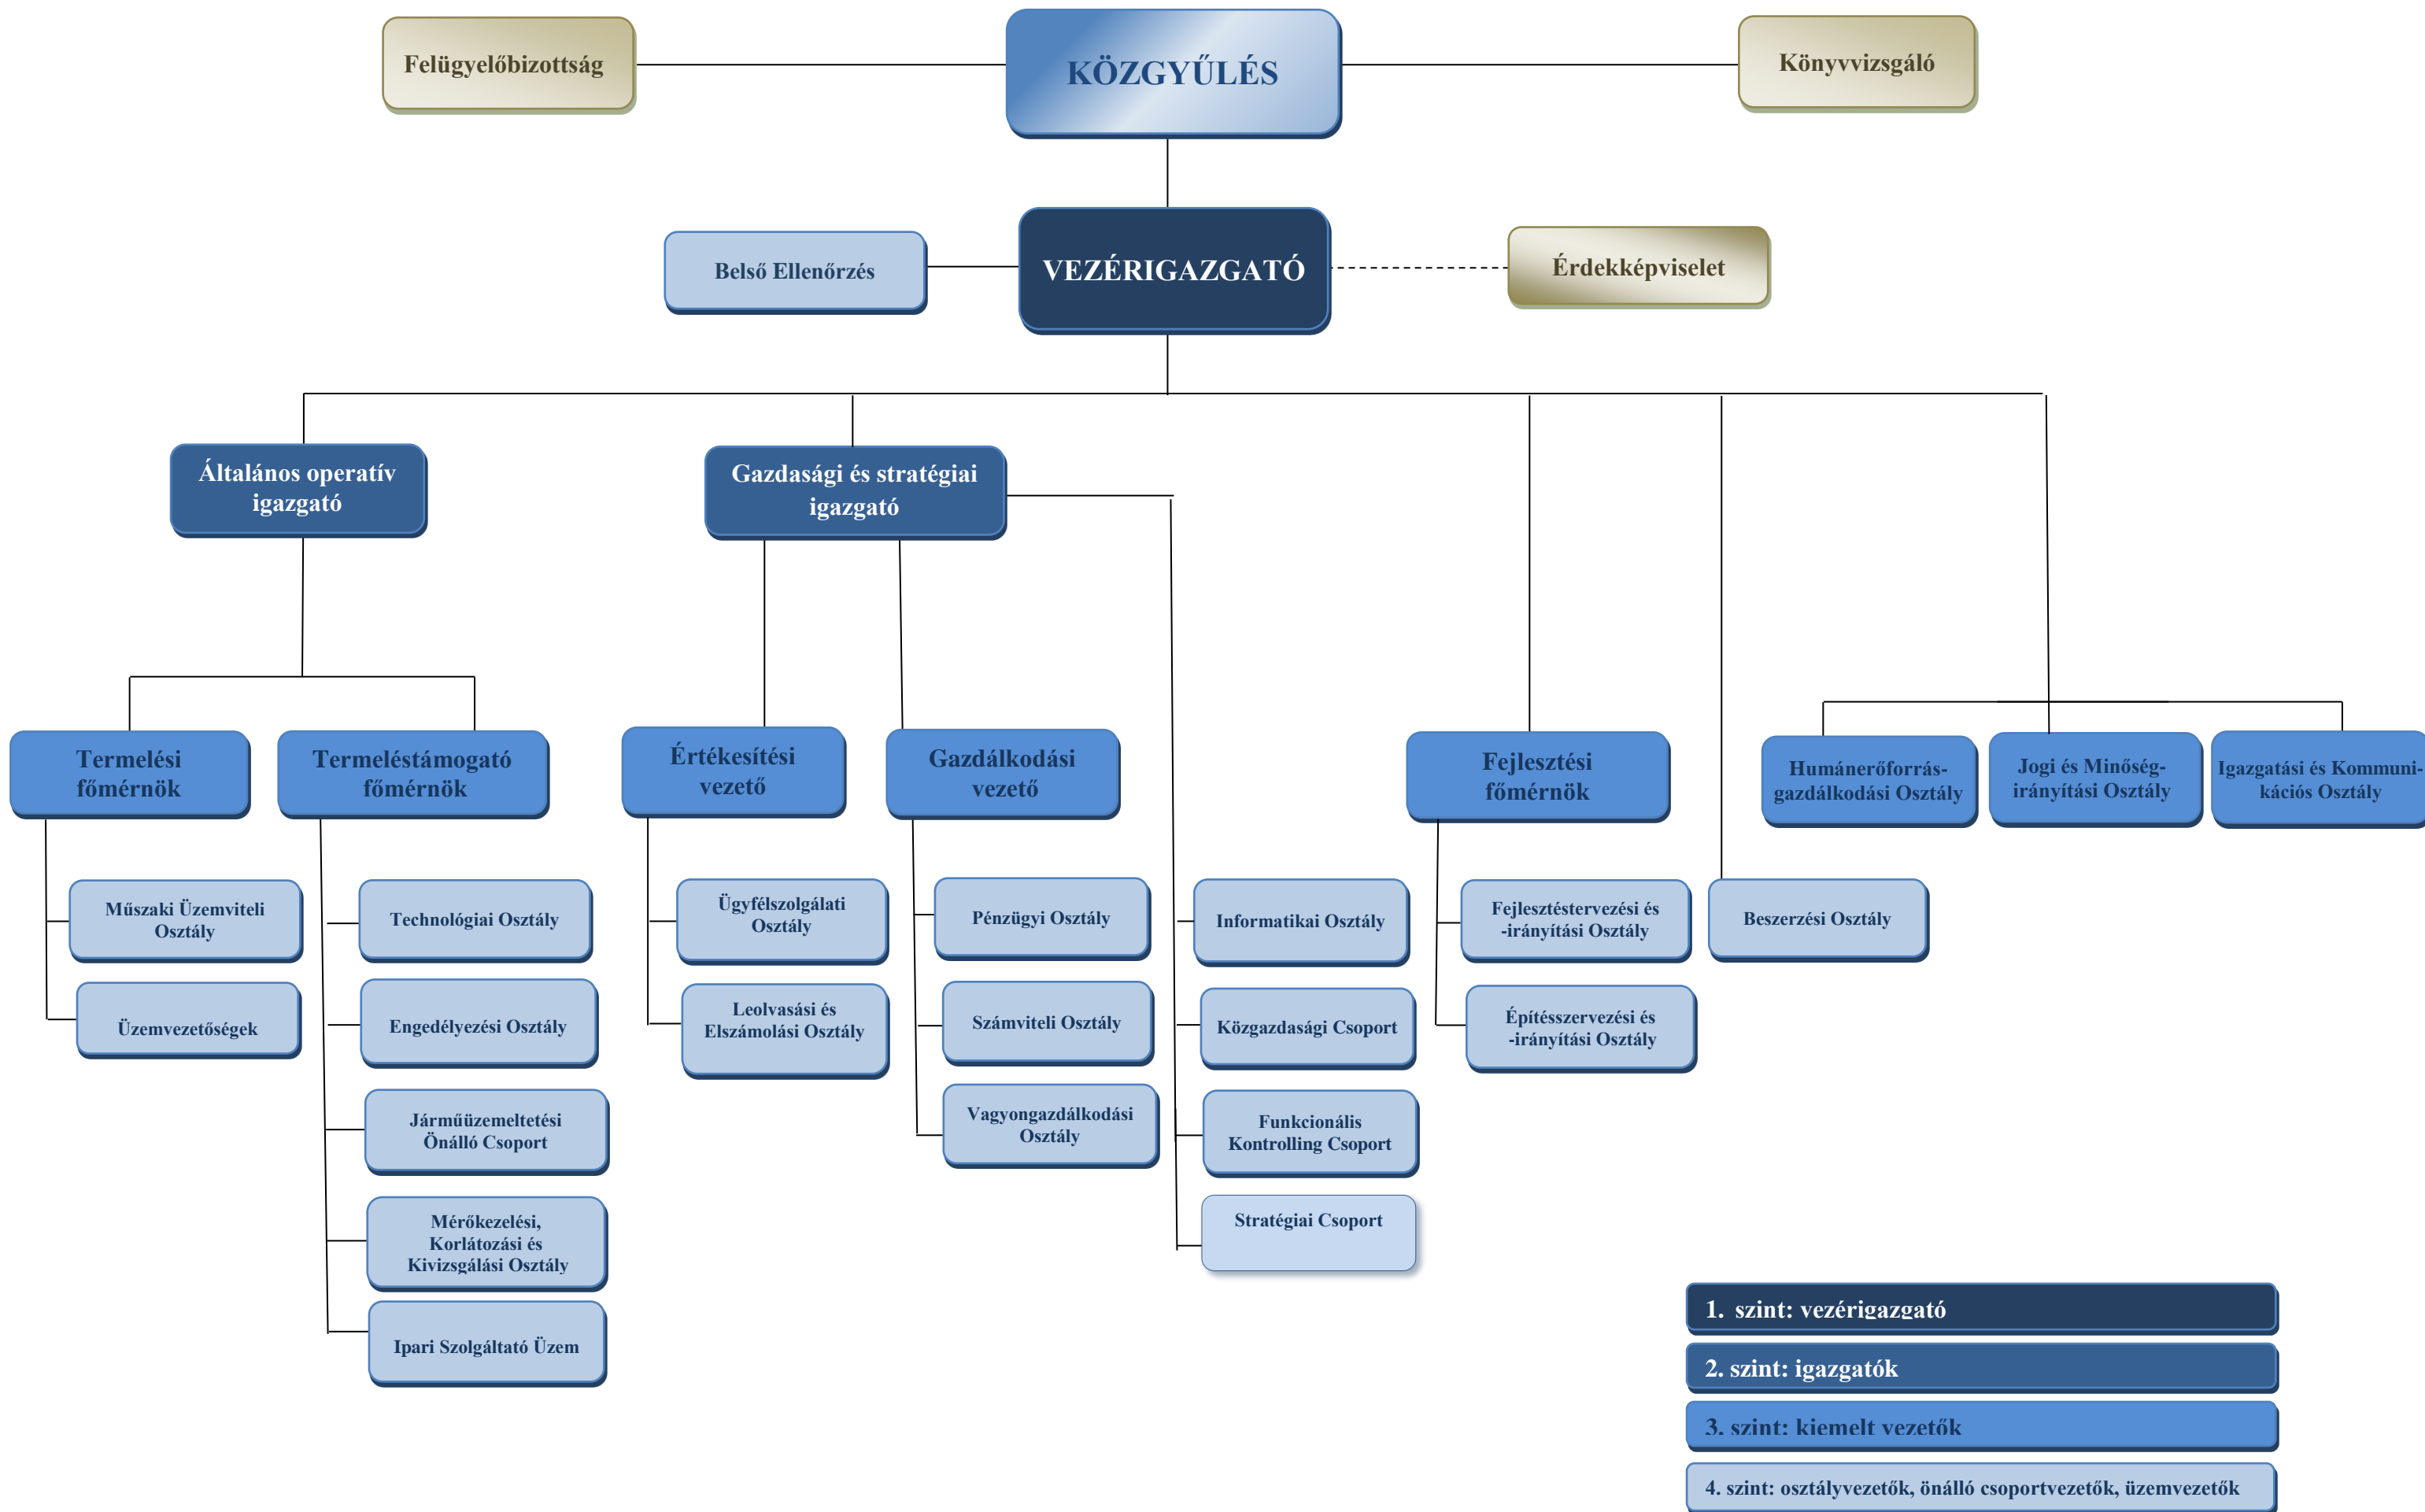 Felügyelőbizottság
KÖZGYŰLÉS
Könyvvizsgáló
Belső Ellenőrzés
VEZÉRIGAZGATÓ
Érdekképviselet
Általános operatív
igazgató
Gazdasági és stratégiai
igazgató
Termelési
főmérnök
Termeléstámogató
főmérnök
Értékesítési
vezető
Gazdálkodási
vezető
Fejlesztési
főmérnök
Humánerőforrás-
gazdálkodási Osztály
Jogi és Minőség-
irányítási Osztály
Igazgatási és Kommuni-
kációs Osztály
Műszaki Üzemviteli
Osztály
Üzemvezetőségek
Technológiai Osztály
Engedélyezési Osztály
Járműüzemeltetési
Önálló Csoport
Mérőkezelési,
Korlátozási és
Kivizsgálási Osztály
Ipari Szolgáltató Üzem
Ügyfélszolgálati
Osztály
Leolvasási és
Elszámolási Osztály
Pénzügyi Osztály
Számviteli Osztály
Vagyongazdálkodási
Osztály
Informatikai Osztály
Közgazdasági Csoport
Funkcionális
Kontrolling Csoport
Stratégiai Csoport
Fejlesztéstervezési és
-irányítási Osztály
Építésszervezési és
-irányítási Osztály
Beszerzési Osztály
1. szint: vezérigazgató
2. szint: igazgatók
3. szint: kiemelt vezetők
4. szint: osztályvezetők, önálló csoportvezetők, üzemvezetők